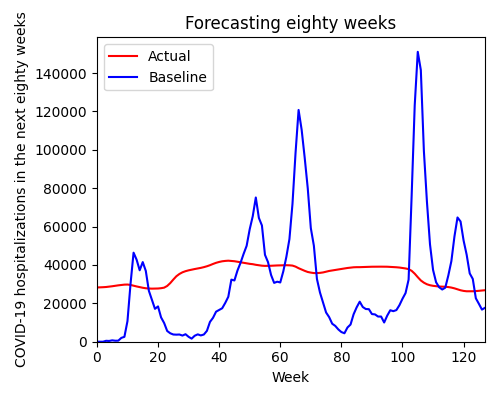 Forecasting eighty weeks
COVID-19 hospitalizations in the next eighty weeks
Actual
Baseline
140000
120000
100000
80000
60000
40000
20000
0
0 20 40 60 80 100 120
Week